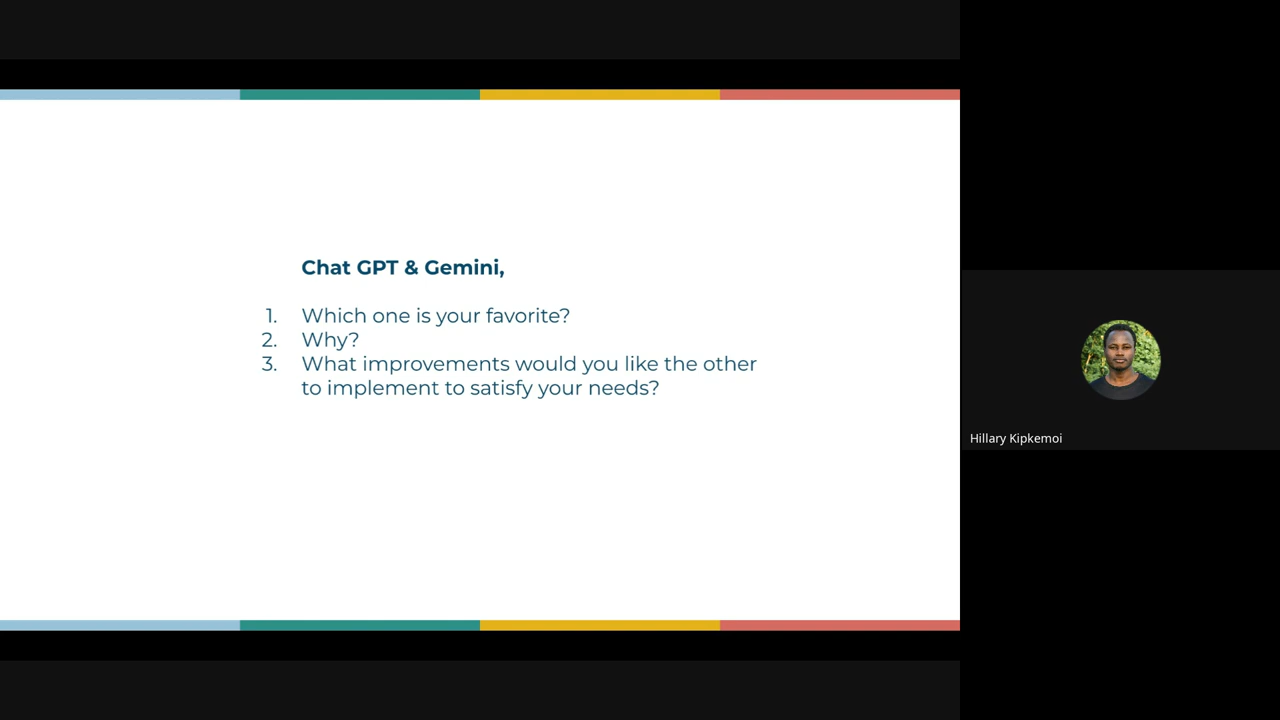 Chat GPT & Gemini,
1. Which one is your favorite?
2. Why?
3. What improvements would you like the other
to implement to satisfy your needs?
Hillary Kipkemoi